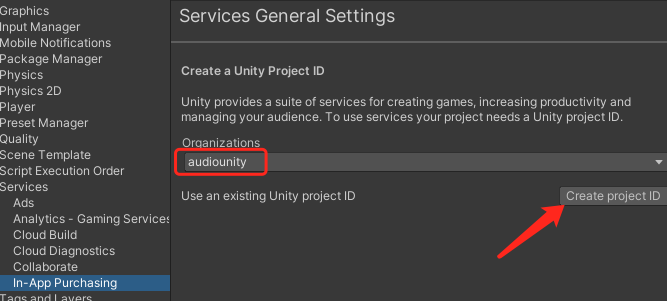 Graphics
Input Manager
Mobile Notifications
Package Manager
Physics
Physics 2D
Player
Preset Manager
Quality
Scene Template
Script Execution Order
Services
Ads
Analytics - Gaming Services
Cloud Build
Cloud Diagnostics
Collaborate
In-App Purchasing
Tags and Layers
Services General Settings
Create a Unity Project ID
Unity provides a suite of services for creating games, increasing productivity and
managing your audience. To use services your project needs a Unity project ID.
Organizations
audiounity
Use an existing Unity project ID
Create project ID